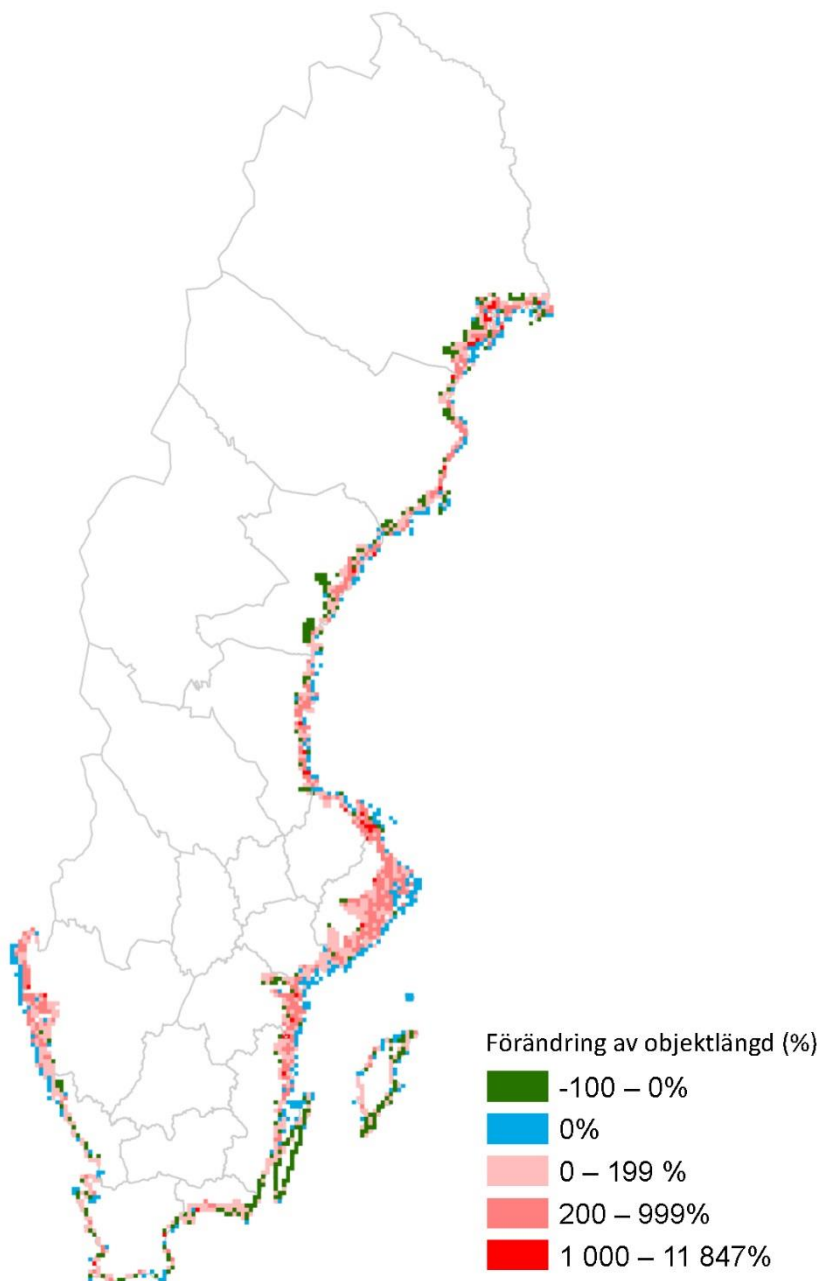 Förändring av objektlängd (%)
-100 – 0%
0%
0 – 199 %
200 – 999%
1 000 – 11 847%